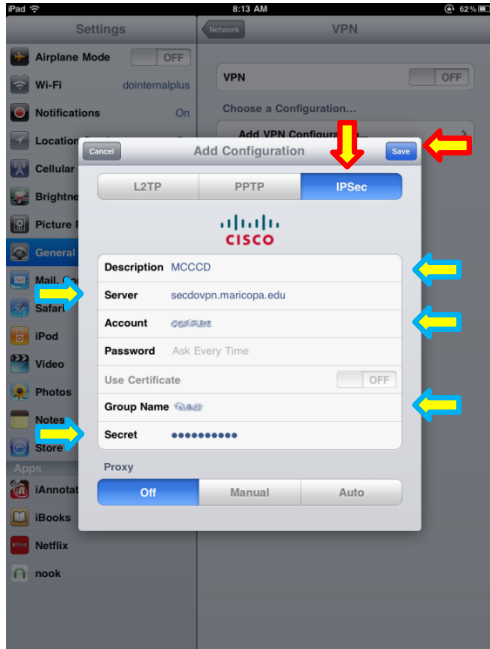 iPad 8:13 AM 62%
Settings Network VPN
Airplane Mode OFF
Wi-Fi dointernalplus
Notifications On
Location
Cellular
Brightne
Picture
General
Mail,
Safari
iPod
Video
Photos
Notes
Store
Apps
iAnnotat
iBooks
Netflix
nook
VPN OFF
Choose a Configuration...
Add VPN Configuration...
Cancel Add Configuration Save
L2TP PPTP IPSec
CISCO
Description MCCCD
Server secdovpn.maricopa.edu
Account
Password Ask Every Time
Use Certificate OFF
Group Name
Secret ••••••••••
Proxy
Off Manual Auto